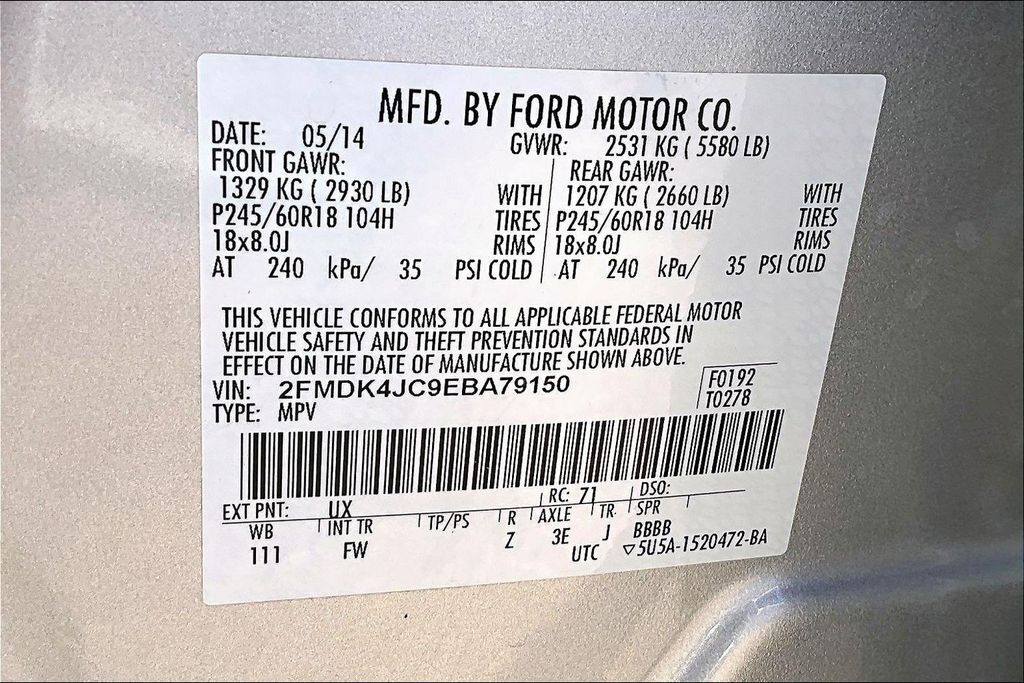 MFD. BY FORD MOTOR CO.
DATE: 05/14 GVWR: 2531 KG ( 5580 LB)
FRONT GAWR: REAR GAWR:
1329 KG ( 2930 LB) WITH 1207 KG ( 2660 LB) WITH
P245/60R18 104H TIRES P245/60R18 104H TIRES
18x8.0J RIMS 18x8.0J RIMS
AT 240 kPa/ 35 PSI COLD AT 240 kPa/ 35 PSI COLD
THIS VEHICLE CONFORMS TO ALL APPLICABLE FEDERAL MOTOR
VEHICLE SAFETY AND THEFT PREVENTION STANDARDS IN
EFFECT ON THE DATE OF MANUFACTURE SHOWN ABOVE.
VIN: 2FMDK4JC9EBA79150 F0192
TYPE: MPV T0278
EXT PNT: UX RC: 71 DSO:
WB INT TR TP/PS R AXLE TR SPR
111 FW Z 3E J BBBB
UTC ▽5U5A-1520472-BA